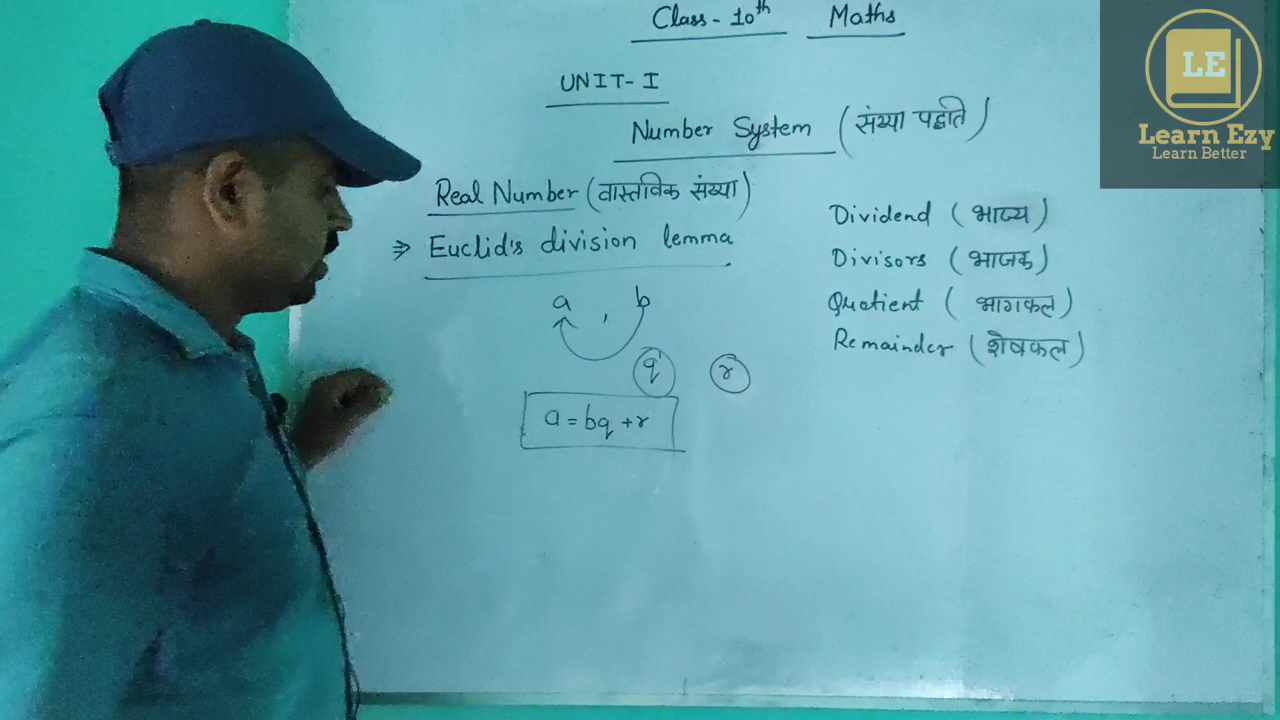 Class - 10th Maths
UNIT - I
Number System (संख्या पद्धति)
Real Number (वास्तविक संख्या)
⇒ Euclid's division lemma
a , b
q r
a = bq + r
Dividend (भाज्य)
Divisors (भाजक)
Quotient (भागफल)
Remainder (शेषफल)
LE
Learn Ezy
Learn Better